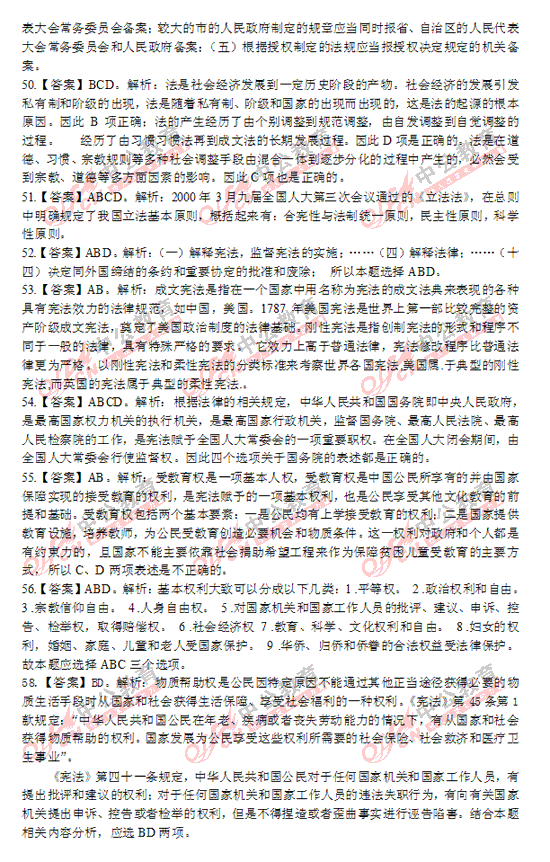 表大会常务委员会备案；较大的市的人民政府制定的规章应当同时报省、自治区的人民代表
大会常务委员会和人民政府备案；（五）根据授权制定的法规应当报授权决定规定的机关备
案。
50.【答案】BCD。解析：法是社会经济发展到一定历史阶段的产物。社会经济的发展引发
私有制和阶级的出现，法是随着私有制、阶级和国家的出现而出现的，这是法的起源的根本
原因。因此 B 项正确；法的产生经历了由个别调整到规范调整，由自发调整到自觉调整的
过程。 经历了由习惯习惯法再到成文法的长期发展过程。因此 D 项是正确的。法是在道
德、习惯、宗教规则等多种社会调整手段由混合一体到逐步分化的过程中产生的，必然会受
到宗教、道德等多方面因素的影响。因此 C 项也是正确的。
51.【答案】ABCD。解析：2000 年 3 月九届全国人大第三次会议通过的《立法法》，在总则
中明确规定了我国立法基本原则。概括起来有：合宪性与法制统一原则，民主性原则，科学
性原则。
52.【答案】ABD。解析：（一）解释宪法，监督宪法的实施；……（四）解释法律；……（十
四）决定同外国缔结的条约和重要协定的批准和废除； 所以本题选择 ABD。
53.【答案】AB。解析：成文宪法是指在一个国家中用名称为宪法的成文法典来表现的各种
具有宪法效力的法律规范，如中国，美国。1787 年美国宪法是世界上第一部比较完整的资
产阶级成文宪法，奠定了美国政治制度的法律基础。刚性宪法是指创制宪法的形式和程序不
同于一般的法律，具有特殊严格的要求。 它效力上高于普通法律，宪法修改程序比普通法
律更为严格。以刚性宪法和柔性宪法的分类标准来考察世界各国宪法,美国属.于典型的刚性
宪法,而英国的宪法属于典型的柔性宪法.。
54.【答案】ABCD。解析：根据法律的相关规定，中华人民共和国国务院即中央人民政府，
是最高国家权力机关的执行机关，是最高国家行政机关，监督国务院、最高人民法院、最高
人民检察院的工作，是宪法赋予全国人大常委会的一项重要职权。在全国人大闭会期间，由
全国人大常委会行使监督权。因此四个选项关于国务院的表述都是正确的。
55.【答案】AB。解析：受教育权是一项基本人权，受教育权是中国公民所享有的并由国家
保障实现的接受教育的权利，是宪法赋予的一项基本权利，也是公民享受其他文化教育的前
提和基础。受教育权包括两个基本要素：一是公民均有上学接受教育的权利；二是国家提供
教育设施，培养教师，为公民受教育创造必要机会和物质条件。这一权利对政府和个人都是
有约束力的，且国家不能主要依靠社会捐助希望工程来作为保障贫困儿童受教育的主要方
式，所以 C、D 两项表述是不正确的。
56.【答案】ABD。解析：基本权利大致可以分成以下几类：1 .平等权。 2 .政治权利和自由。
3 .宗教信仰自由。 4 .人身自由权。 5 .对国家机关和国家工作人员的批评、建议、申诉、控
告、检举权，取得赔偿权。 6 .社会经济权 7 .教育、科学、文化权利和自由。 8 .妇女的权
利，婚姻、家庭、儿童和老人受国家保护。 9 .华侨、归侨和侨眷的合法权益受法律保护。
故本题应选择 ABC 三个选项。
58.【答案】BD。解析：物质帮助权是公民因特定原因不能通过其他正当途径获得必要的物
质生活手段时从国家和社会获得生活保障、享受社会福利的一种权利。《宪法》第 45 条第 1
款规定：“中华人民共和国公民在年老、疾病或者丧失劳动能力的情况下，有从国家和社会
获得物质帮助的权利。国家发展为公民享受这些权利所需要的社会保险、社会救济和医疗卫
生事业”。
《宪法》第四十一条规定，中华人民共和国公民对于任何国家机关和国家工作人员，有
提出批评和建议的权利；对于任何国家机关和国家工作人员的违法失职行为，有向有关国家
机关提出申诉、控告或者检举的权利，但是不得捏造或者歪曲事实进行诬告陷害。结合本题
相关内容分析，应选 BD 两项。